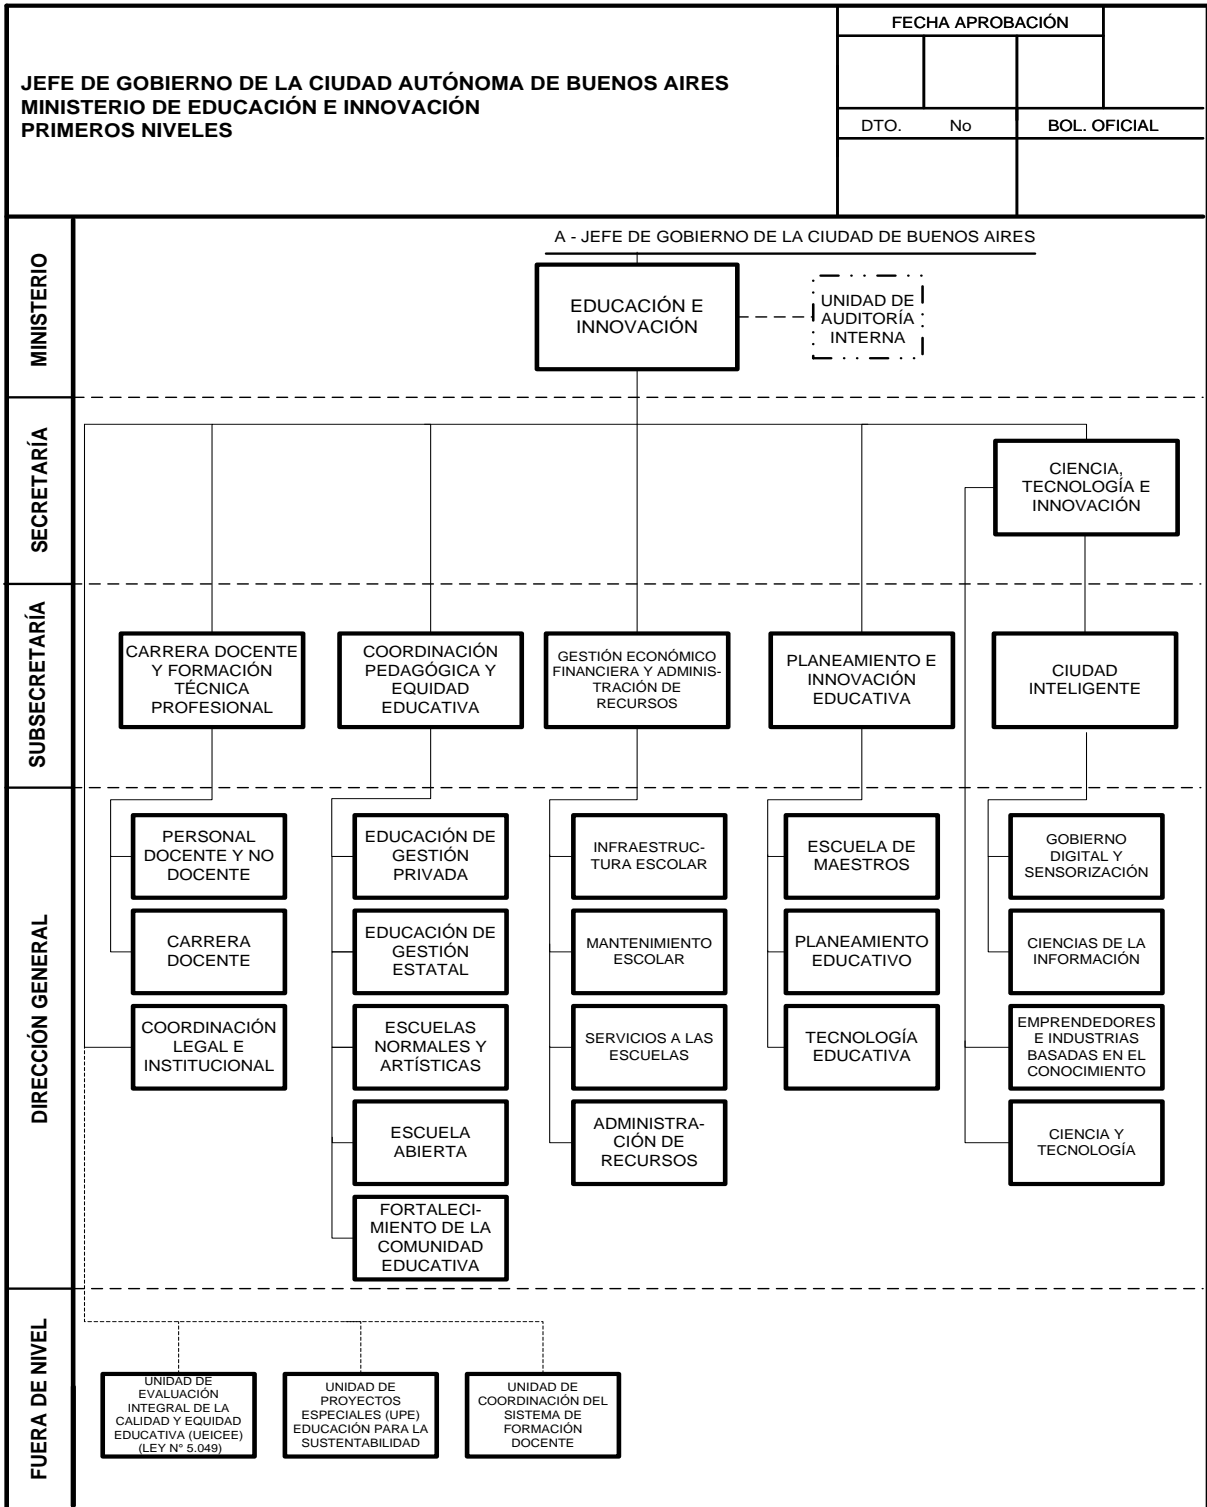 JEFE DE GOBIERNO DE LA CIUDAD AUTÓNOMA DE BUENOS AIRES
MINISTERIO DE EDUCACIÓN E INNOVACIÓN
PRIMEROS NIVELES
FECHA APROBACIÓN
DTO. No
BOL. OFICIAL
MINISTERIO
A - JEFE DE GOBIERNO DE LA CIUDAD DE BUENOS AIRES
EDUCACIÓN E
INNOVACIÓN
UNIDAD DE
AUDITORÍA
INTERNA
SECRETARÍA
CIENCIA,
TECNOLOGÍA E
INNOVACIÓN
SUBSECRETARÍA
CARRERA DOCENTE
Y FORMACIÓN
TÉCNICA
PROFESIONAL
COORDINACIÓN
PEDAGÓGICA Y
EQUIDAD
EDUCATIVA
GESTIÓN ECONÓMICO
FINANCIERA Y ADMINIS-
TRACIÓN DE
RECURSOS
PLANEAMIENTO E
INNOVACIÓN
EDUCATIVA
CIUDAD
INTELIGENTE
DIRECCIÓN GENERAL
PERSONAL
DOCENTE Y NO
DOCENTE
CARRERA
DOCENTE
COORDINACIÓN
LEGAL E
INSTITUCIONAL
EDUCACIÓN DE
GESTIÓN
PRIVADA
EDUCACIÓN DE
GESTIÓN
ESTATAL
ESCUELAS
NORMALES Y
ARTÍSTICAS
ESCUELA
ABIERTA
FORTALECI-
MIENTO DE LA
COMUNIDAD
EDUCATIVA
INFRAESTRUC-
TURA ESCOLAR
MANTENIMIENTO
ESCOLAR
SERVICIOS A LAS
ESCUELAS
ADMINISTRA-
CIÓN DE
RECURSOS
ESCUELA DE
MAESTROS
PLANEAMIENTO
EDUCATIVO
TECNOLOGÍA
EDUCATIVA
GOBIERNO
DIGITAL Y
SENSORIZACIÓN
CIENCIAS DE LA
INFORMACIÓN
EMPRENDEDORES
E INDUSTRIAS
BASADAS EN EL
CONOCIMIENTO
CIENCIA Y
TECNOLOGÍA
FUERA DE NIVEL
UNIDAD DE
EVALUACIÓN
INTEGRAL DE LA
CALIDAD Y EQUIDAD
EDUCATIVA (UEICEE)
(LEY N° 5.049)
UNIDAD DE
PROYECTOS
ESPECIALES (UPE)
EDUCACIÓN PARA LA
SUSTENTABILIDAD
UNIDAD DE
COORDINACIÓN DEL
SISTEMA DE
FORMACIÓN
DOCENTE